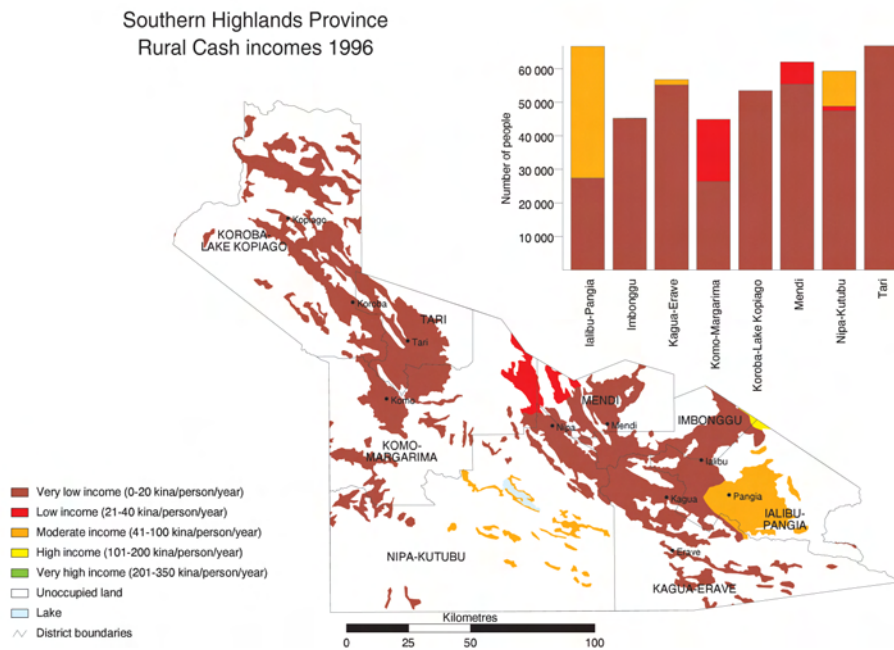 Southern Highlands Province
Rural Cash incomes 1996
Number of people
60 000
50 000
40 000
30 000
20 000
10 000
Ialibu-Pangia
Imbonggu
Kagua-Erave
Komo-Margarima
Koroba-Lake Kopiago
Mendi
Nipa-Kutubu
Tari
Kopiago
KOROBA-
LAKE KOPIAGO
Koroba
TARI
Tari
Komo
KOMO-
MARGARIMA
MENDI
Nipa
Mendi
IMBONGGU
Ialibu
Kagua
Pangia
IALIBU-
PANGIA
NIPA-KUTUBU
Erave
KAGUA-ERAVE
Very low income (0-20 kina/person/year)
Low income (21-40 kina/person/year)
Moderate income (41-100 kina/person/year)
High income (101-200 kina/person/year)
Very high income (201-350 kina/person/year)
Unoccupied land
Lake
District boundaries
Kilometres
0 25 50 100